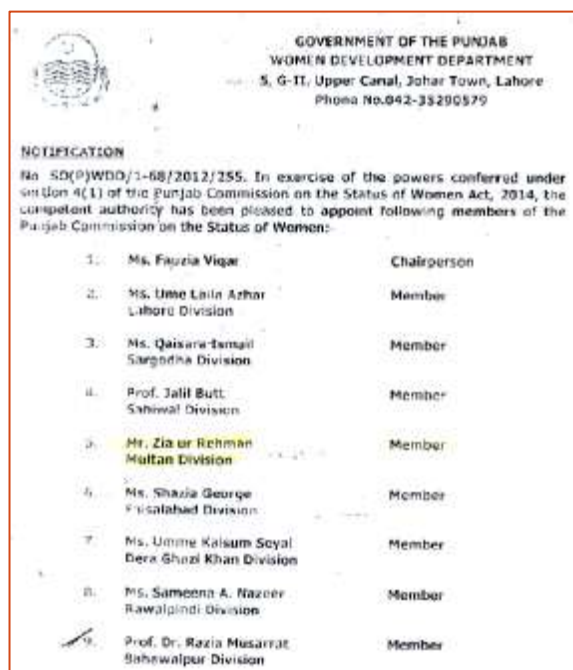 GOVERNMENT OF THE PUNJAB
WOMEN DEVELOPMENT DEPARTMENT
5, G-II, Upper Canal, Johar Town, Lahore
Phone No.042-35290579
NOTIFICATION
No SD(P)WDD/1-68/2012/255. In exercise of the powers conferred under
section 4(1) of the Punjab Commission on the Status of Women Act, 2014, the
competent authority has been pleased to appoint following members of the
Punjab Commission on the Status of Women:-
1. Ms. Fauzia Viqar Chairperson
2. Ms. Ume Laila Azhar Member
Lahore Division
3. Ms. Qaisara Ismail Member
Sargodha Division
4. Prof. Jalil Butt Member
Sahiwal Division
5. Mr. Zia ur Rehman Member
Multan Division
6. Ms. Shazia George Member
Faisalabad Division
7. Ms. Umme Kalsum Seyal Member
Dera Ghazi Khan Division
8. Ms. Sameena A. Nazeer Member
Rawalpindi Division
9. Prof. Dr. Razia Musarrat Member
Bahawalpur Division